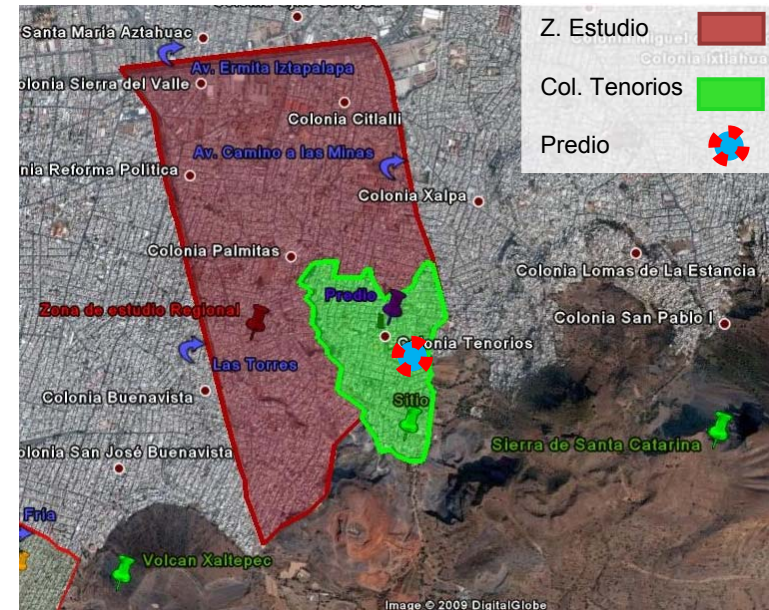 Santa María Aztahuac
Av. Ermita Iztapalapa
Colonia Sierra del Valle
Colonia Citlalli
Colonia Reforma Política
Av. Camino a las Minas
Colonia Xalpa
Colonia Palmitas
Colonia Lomas de La Estancia
Predio
Zona de estudio Regional
Colonia San Pablo I
Colonia Tenorios
Las Torres
Colonia Buenavista
Sitio
Sierra de Santa Catarina
Colonia San José Buenavista
Fría
Volcan Xaltepec
Image © 2009 DigitalGlobe
Z. Estudio
Col. Tenorios
Predio